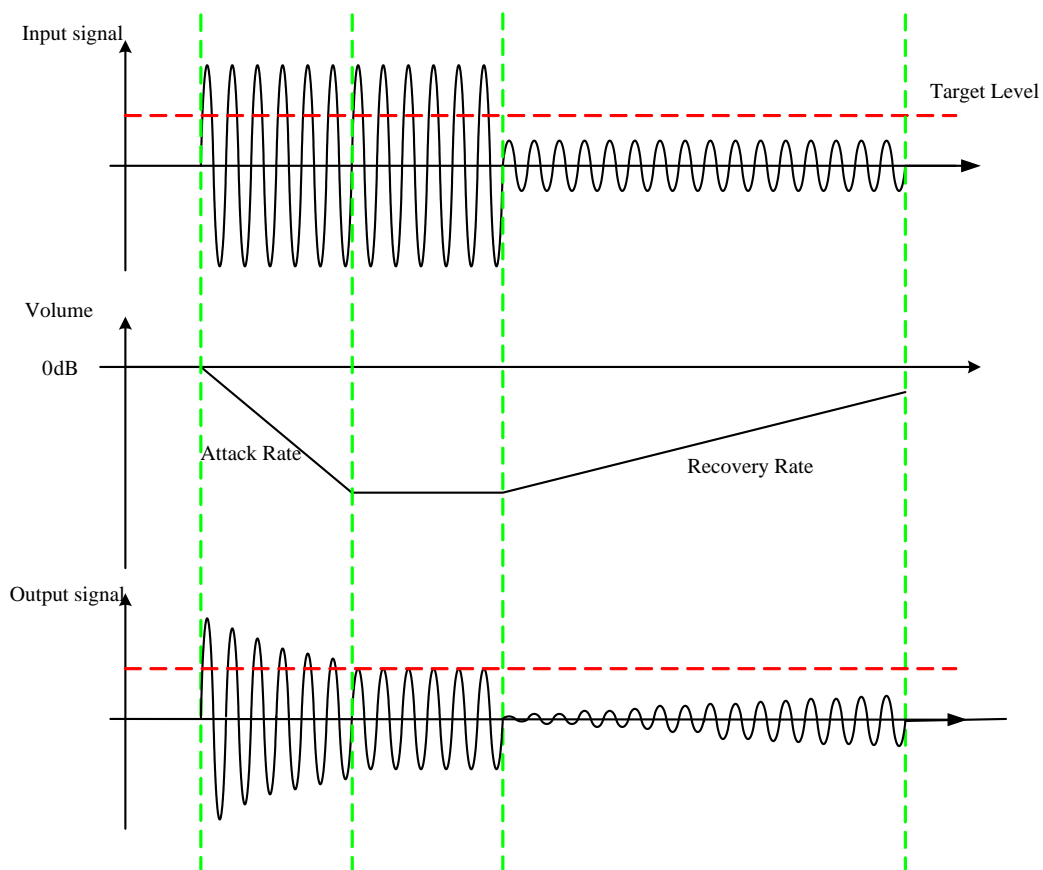 Input signal
Target Level
Volume
0dB
Attack Rate
Recovery Rate
Output signal